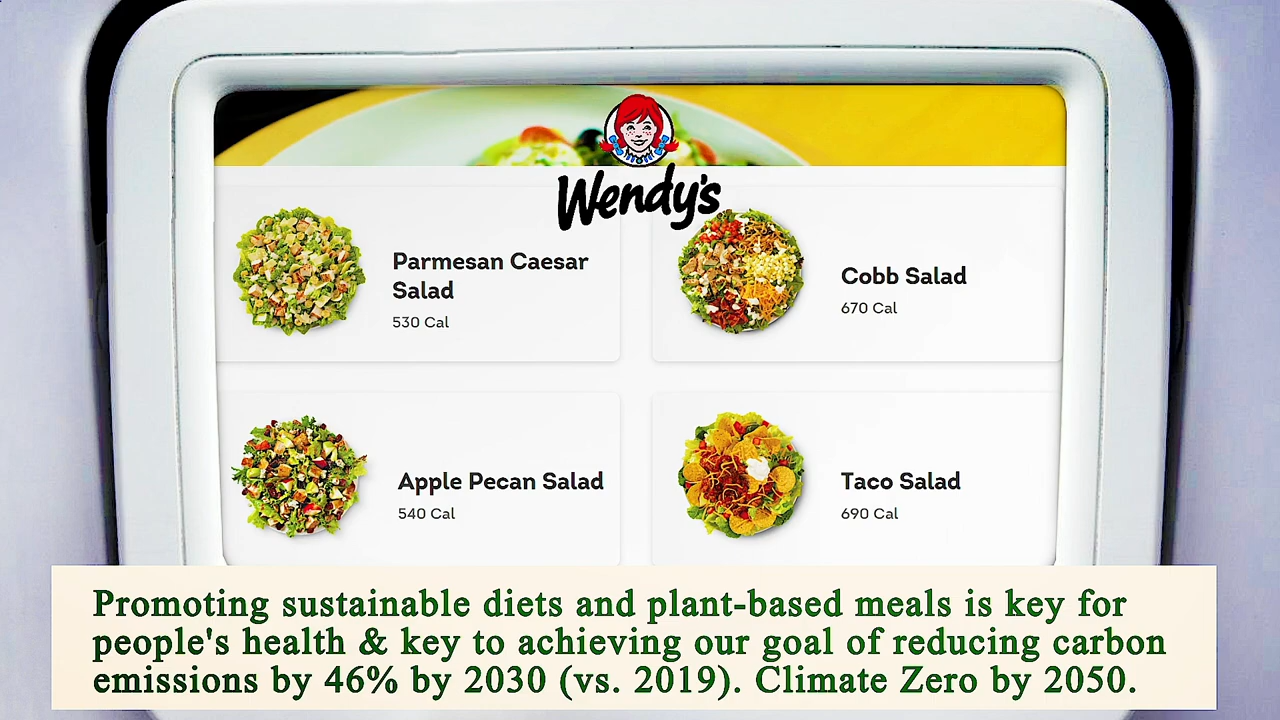 Wendy's
Parmesan Caesar
Salad
530 Cal
Cobb Salad
670 Cal
Apple Pecan Salad
540 Cal
Taco Salad
690 Cal
Promoting sustainable diets and plant-based meals is key for
people's health & key to achieving our goal of reducing carbon
emissions by 46% by 2030 (vs. 2019). Climate Zero by 2050.